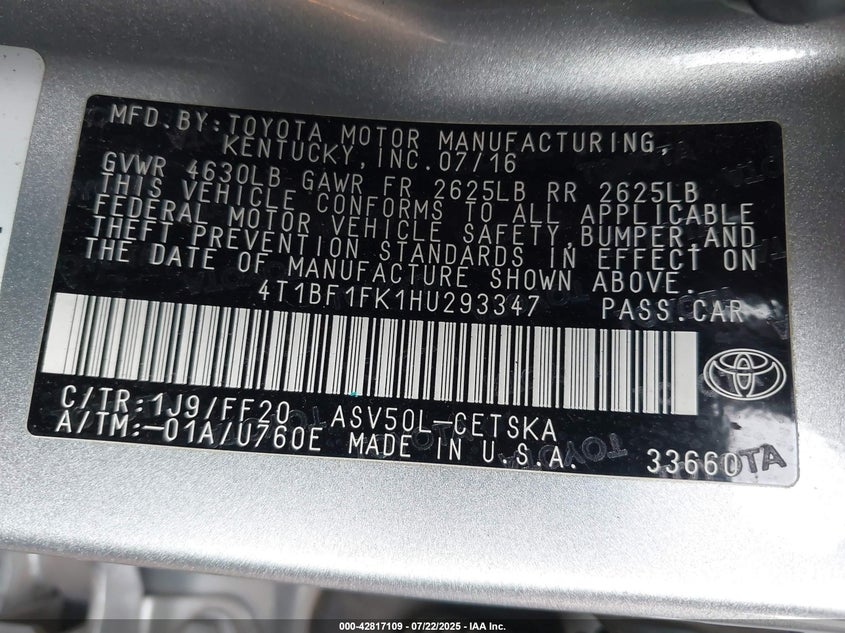 MFD.BY:TOYOTA MOTOR MANUFACTURING,
KENTUCKY,INC.07/16
GVWR 4630LB GAWR FR 2625LB RR 2625LB
THIS VEHICLE CONFORMS TO ALL APPLICABLE
FEDERAL MOTOR VEHICLE SAFETY,BUMPER,AND
THEFT PREVENTION STANDARDS IN EFFECT ON
THE DATE OF MANUFACTURE SHOWN ABOVE.
4T1BF1FK1HU293347 PASS.CAR
C/TR:1J9/FF20 ASV50L-CETSKA
A/TM:-01A/U760E MADE IN U.S.A. 33660
TOYOTA
000-42817109 - 07/22/2025 - IAA Inc.